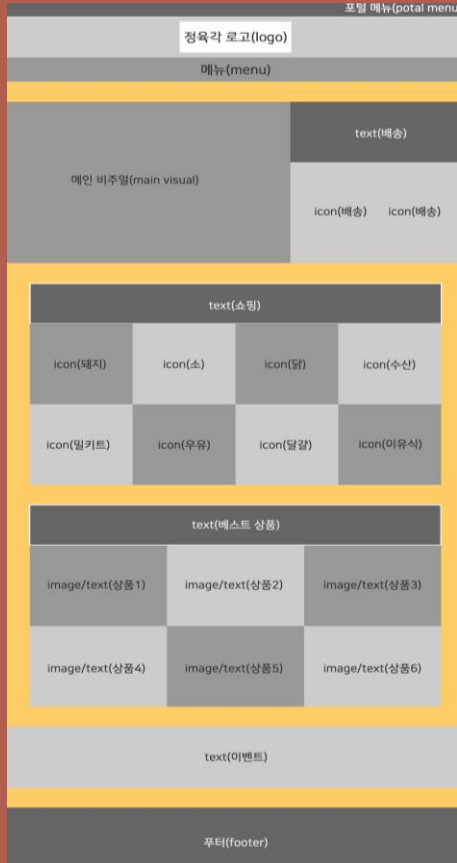 포털 메뉴(potal menu
정육각 로고(logo)
메뉴(menu)
메인 비주얼(main visual)
text(배송)
icon(배송) icon(배송)
text(쇼핑)
icon(돼지) icon(소) icon(닭) icon(수산)
icon(밀키트) icon(우유) icon(달걀) icon(이유식)
text(베스트 상품)
image/text(상품1) image/text(상품2) image/text(상품3)
image/text(상품4) image/text(상품5) image/text(상품6)
text(이벤트)
푸터(footer)